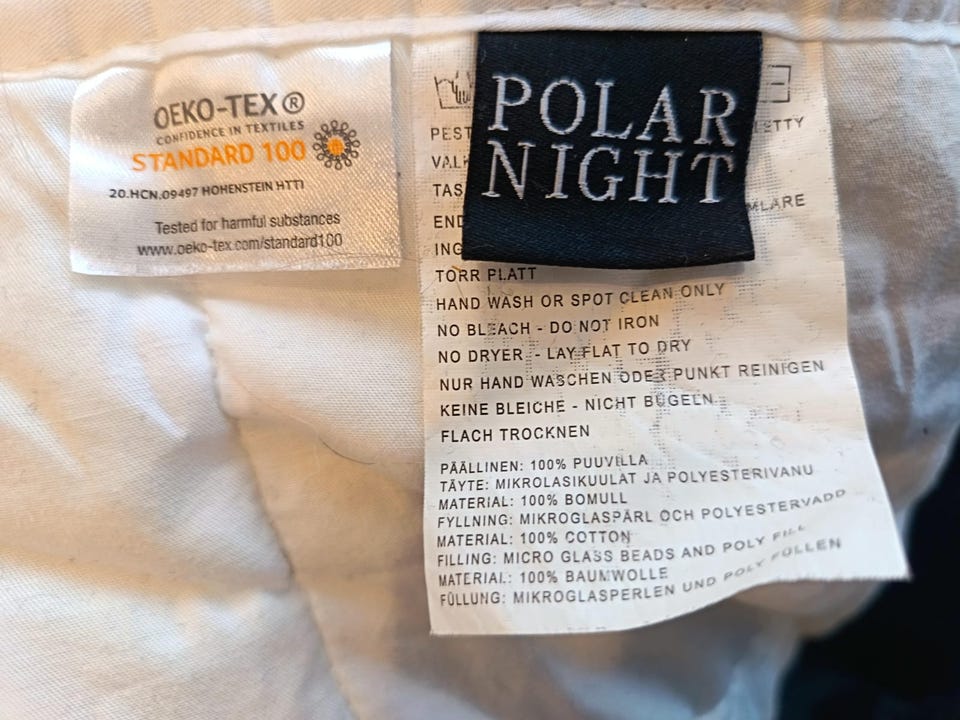 OEKO-TEX®
CONFIDENCE IN TEXTILES
STANDARD 100
20.HCN.09497 HOHENSTEIN HTTI
Tested for harmful substances
www.oeko-tex.com/standard100
POLAR
NIGHT
TORR PLATT
HAND WASH OR SPOT CLEAN ONLY
NO BLEACH - DO NOT IRON
NO DRYER - LAY FLAT TO DRY
NUR HAND WASCHEN ODER PUNKT REINIGEN
KEINE BLEICHE - NICHT BÜGELN
FLACH TROCKNEN
PÄÄLLINEN: 100% PUUVILLA
TÄYTE: MIKROLASIKUULAT JA POLYESTERIVANU
MATERIAL: 100% BOMULL
FYLLNING: MIKROGLASPÄRL OCH POLYESTERVADD
MATERIAL: 100% COTTON
FILLING: MICRO GLASS BEADS AND POLY FILL
MATERIAL: 100% BAUMWOLLE
FÜLLUNG: MIKROGLASPERLEN UND POLY FÜLLEN